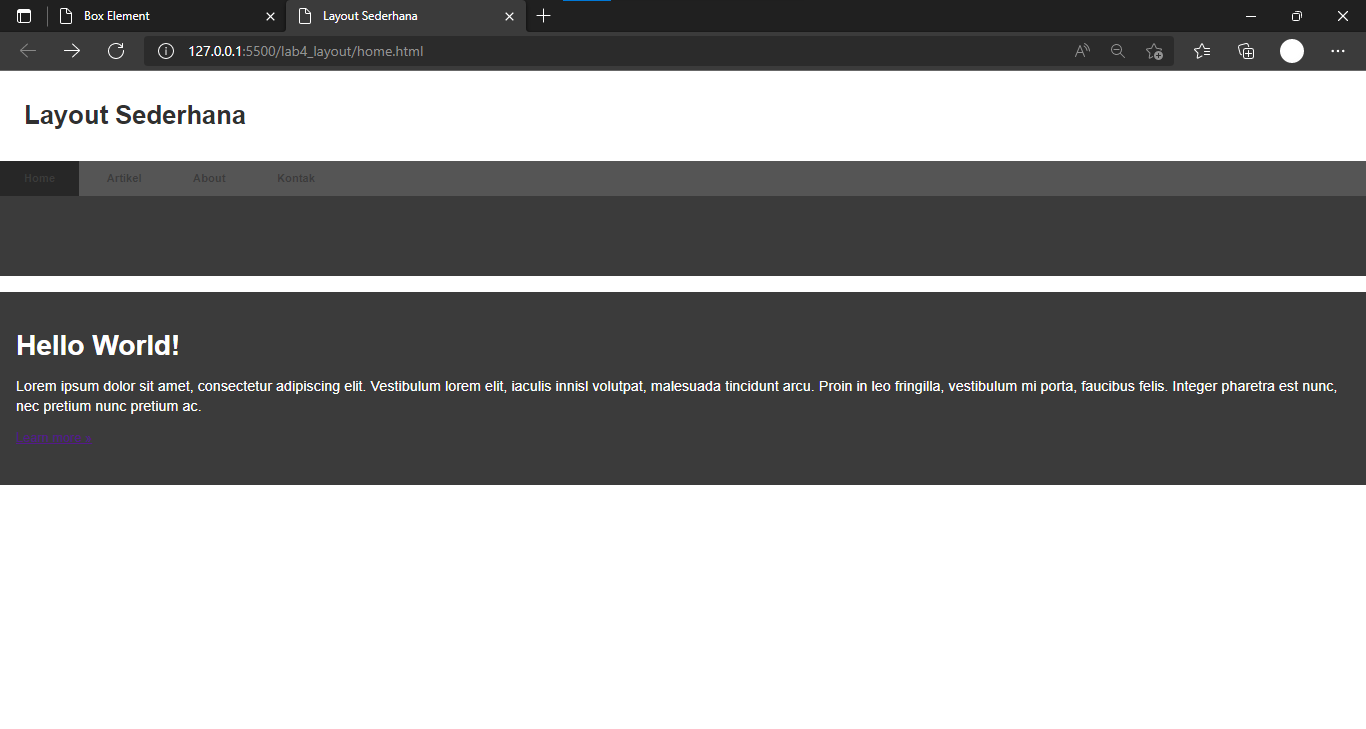 Box Element
Layout Sederhana
127.0.0.1:5500/lab4_layout/home.html
Layout Sederhana
Home Artikel About Kontak
Hello World!
Lorem ipsum dolor sit amet, consectetur adipiscing elit. Vestibulum lorem elit, iaculis innisl volutpat, malesuada tincidunt arcu. Proin in leo fringilla, vestibulum mi porta, faucibus felis. Integer pharetra est nunc,
nec pretium nunc pretium ac.